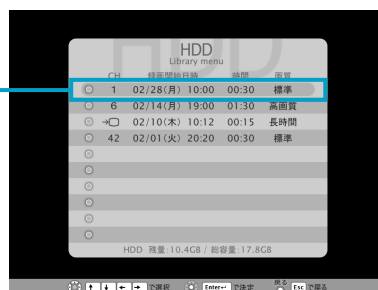 HDD
Library menu
CH 録画開始日時 時間 画質
1 02/28(月) 10:00 00:30 標準
6 02/14(月) 19:00 01:30 高画質
02/10(木) 10:12 00:15 長時間
42 02/01(火) 20:20 00:30 標準
HDD 残量:10.4GB / 総容量:17.8GB
で選択 Enter で決定 戻る Esc で戻る